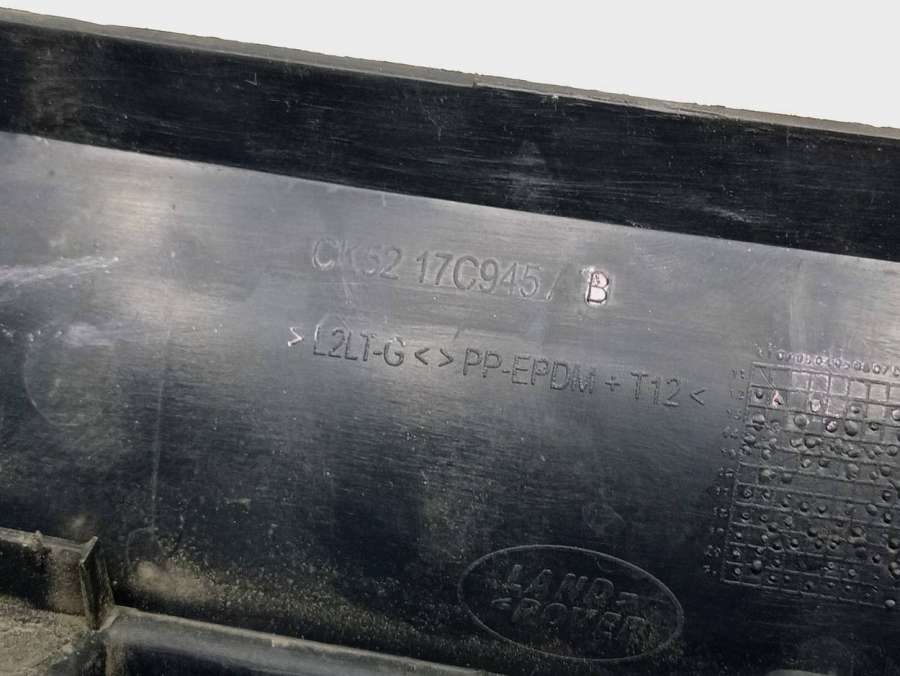 CK52 17C945 / B
>L2LT-G<>PP-EPDM + T12<
LAND
ROVER